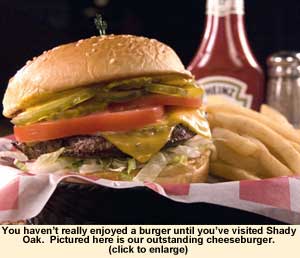 HEINZ
You haven't really enjoyed a burger until you've visited Shady
Oak.  Pictured here is our outstanding cheeseburger.
(click to enlarge)